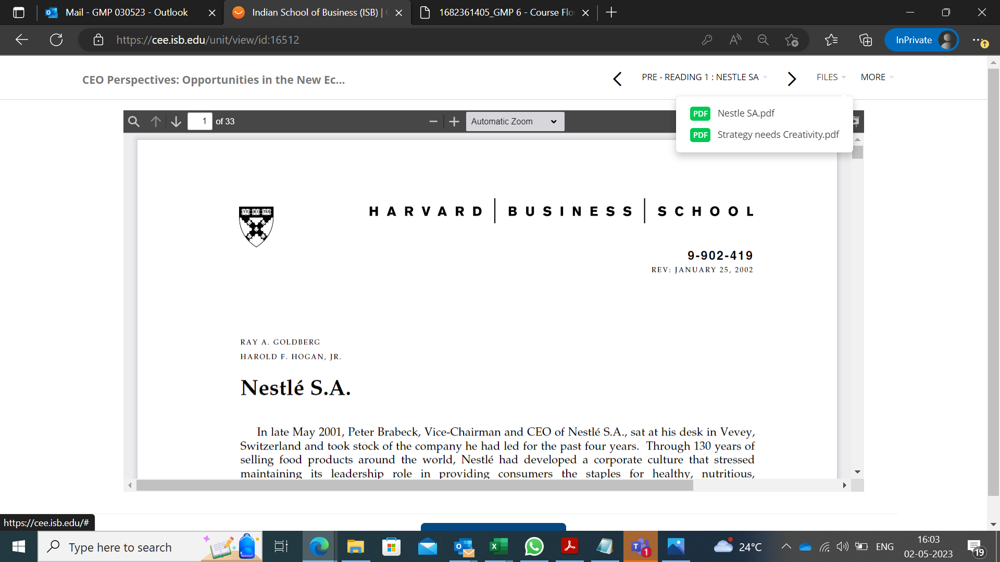 Mail - GMP 030523 - Outlook
Indian School of Business (ISB) |
1682361405_GMP 6 - Course Flo
https://cee.isb.edu/unit/view/id:16512
InPrivate
CEO Perspectives: Opportunities in the New Ec...
PRE - READING 1 : NESTLE SA
FILES
MORE
PDF Nestle SA.pdf
PDF Strategy needs Creativity.pdf
1 of 33
Automatic Zoom
VE RI TAS
HARVARD | BUSINESS | SCHOOL
9-902-419
REV: JANUARY 25, 2002
RAY A. GOLDBERG
HAROLD F. HOGAN, JR.
Nestlé S.A.
In late May 2001, Peter Brabeck, Vice-Chairman and CEO of Nestlé S.A., sat at his desk in Vevey,
Switzerland and took stock of the company he had led for the past four years. Through 130 years of
selling food products around the world, Nestlé had developed a corporate culture that stressed
maintaining its leadership role in providing consumers the staples for healthy, nutritious,
https://cee.isb.edu/#
Type here to search
1
24°C
ENG
16:03
02-05-2023
19